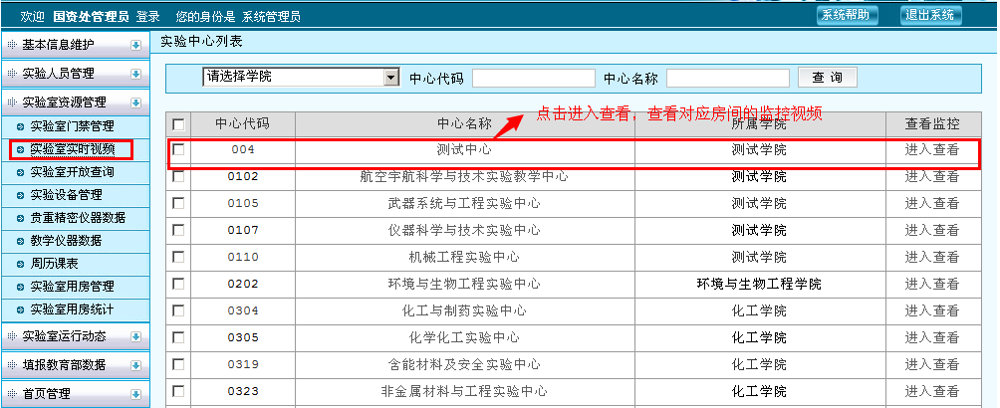 欢迎 国资处管理员 登录 您的身份是 系统管理员 系统帮助 退出系统
基本信息维护
实验人员管理
实验室资源管理
实验室门禁管理
实验室实时视频
实验室开放查询
实验设备管理
贵重精密仪器数据
教学仪器数据
周历课表
实验室用房管理
实验室用房统计
实验室运行动态
填报教育部数据
首页管理
实验中心列表
请选择学院 中心代码 中心名称 查 询
点击进入查看，查看对应房间的监控视频
中心代码 中心名称 所属学院 查看监控
004 测试中心 测试学院 进入查看
0102 航空宇航科学与技术实验教学中心 测试学院 进入查看
0105 武器系统与工程实验中心 测试学院 进入查看
0107 仪器科学与技术实验中心 测试学院 进入查看
0110 机械工程实验中心 测试学院 进入查看
0202 环境与生物工程实验中心 环境与生物工程学院 进入查看
0304 化工与制药实验中心 化工学院 进入查看
0305 化学化工实验中心 化工学院 进入查看
0319 含能材料及安全实验中心 化工学院 进入查看
0323 非金属材料与工程实验中心 化工学院 进入查看